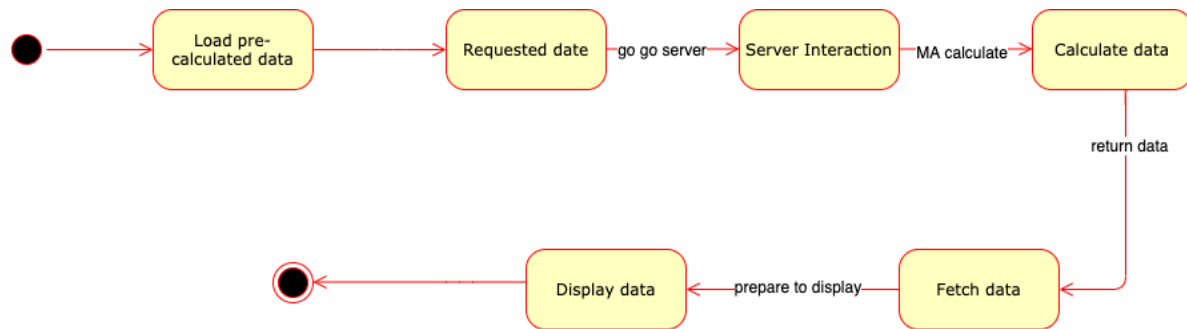 Load pre-
calculated data
Requested date
go go server
Server Interaction
MA calculate
Calculate data
return data
Fetch data
prepare to display
Display data